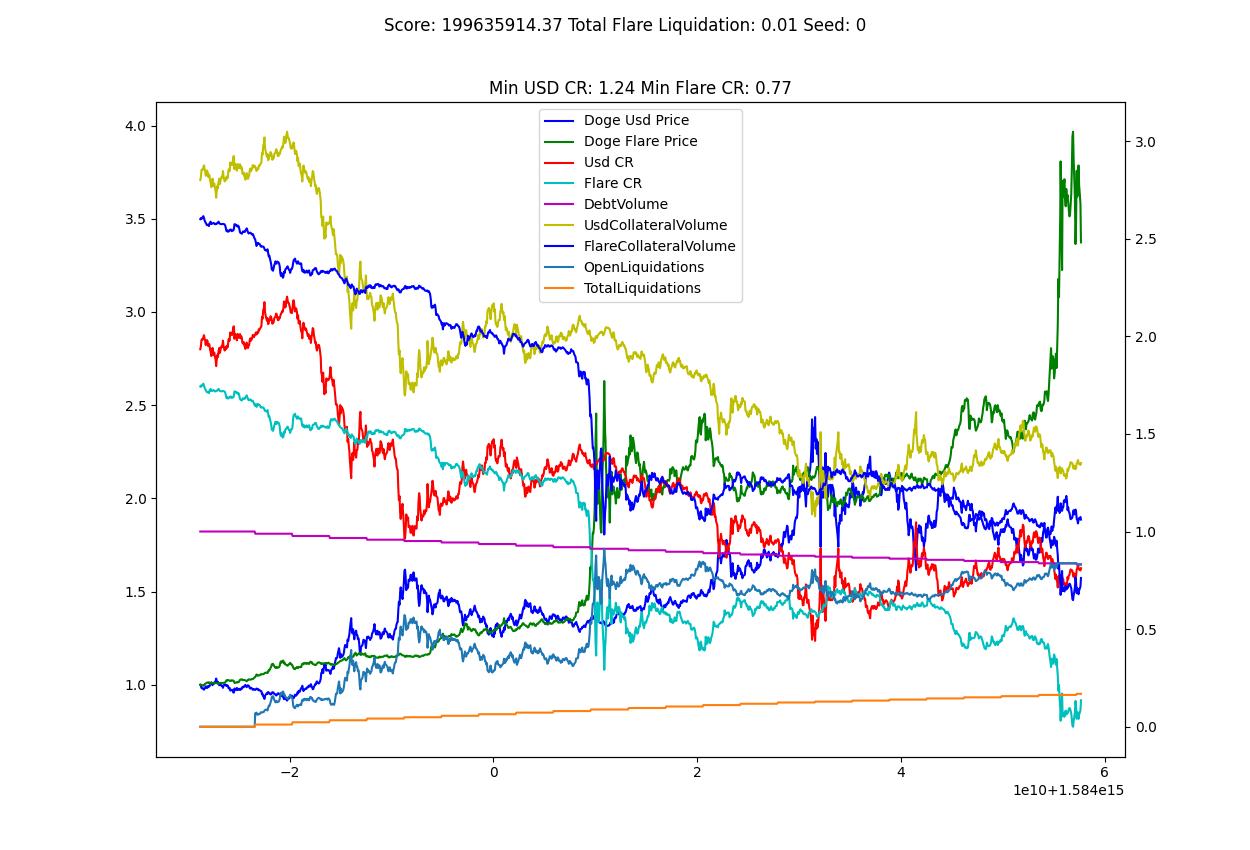 Score: 199635914.37 Total Flare Liquidation: 0.01 Seed: 0
Min USD CR: 1.24 Min Flare CR: 0.77
Doge Usd Price
Doge Flare Price
Usd CR
Flare CR
DebtVolume
UsdCollateralVolume
FlareCollateralVolume
OpenLiquidations
TotalLiquidations
4.0
3.5
3.0
2.5
2.0
1.5
1.0
3.0
2.5
2.0
1.5
1.0
0.5
0.0
−2 0 2 4 6
1e10+1.584e15